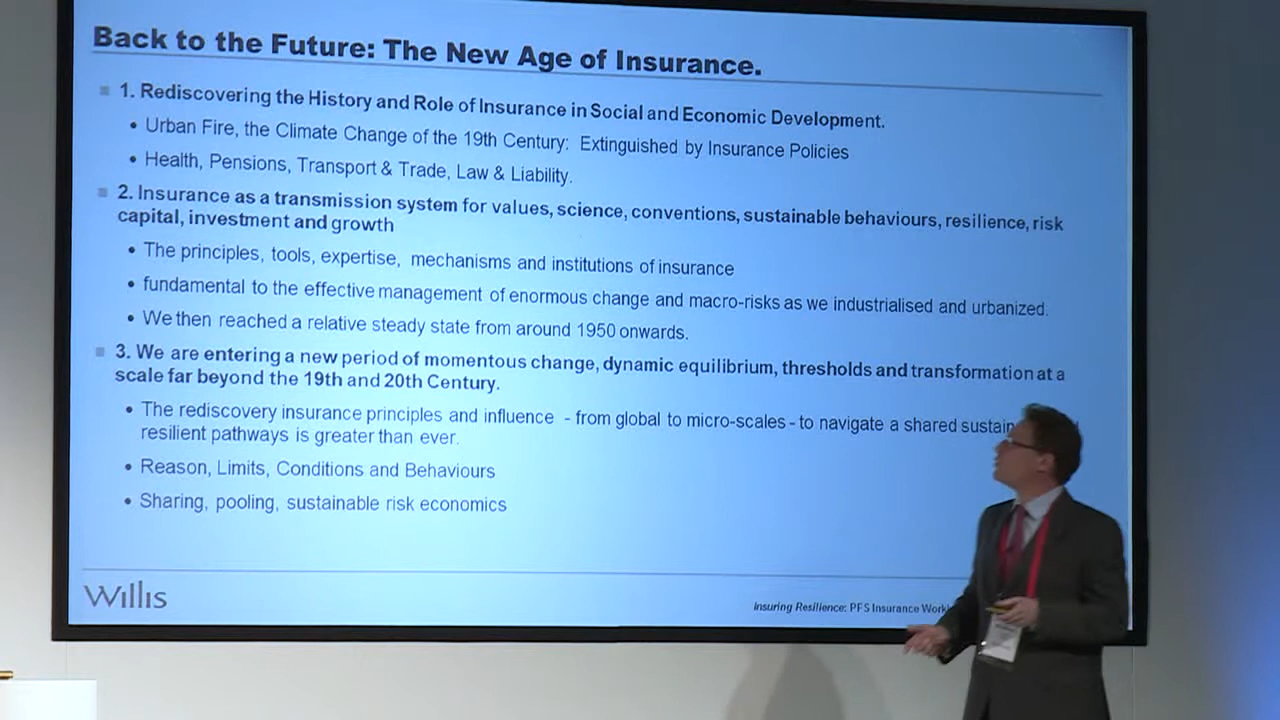 Back to the Future: The New Age of Insurance.
1. Rediscovering the History and Role of Insurance in Social and Economic Development.
• Urban Fire, the Climate Change of the 19th Century: Extinguished by Insurance Policies
• Health, Pensions, Transport & Trade, Law & Liability.
2. Insurance as a transmission system for values, science, conventions, sustainable behaviours, resilience, risk
capital, investment and growth
• The principles, tools, expertise, mechanisms and institutions of insurance
• fundamental to the effective management of enormous change and macro-risks as we industrialised and urbanized.
• We then reached a relative steady state from around 1950 onwards.
3. We are entering a new period of momentous change, dynamic equilibrium, thresholds and transformation at a
scale far beyond the 19th and 20th Century.
• The rediscovery insurance principles and influence - from global to micro-scales - to navigate a shared
resilient pathways is greater than ever.
• Reason, Limits, Conditions and Behaviours
• Sharing, pooling, sustainable risk economics
Willis
Insuring Resilience: PFS Insurance